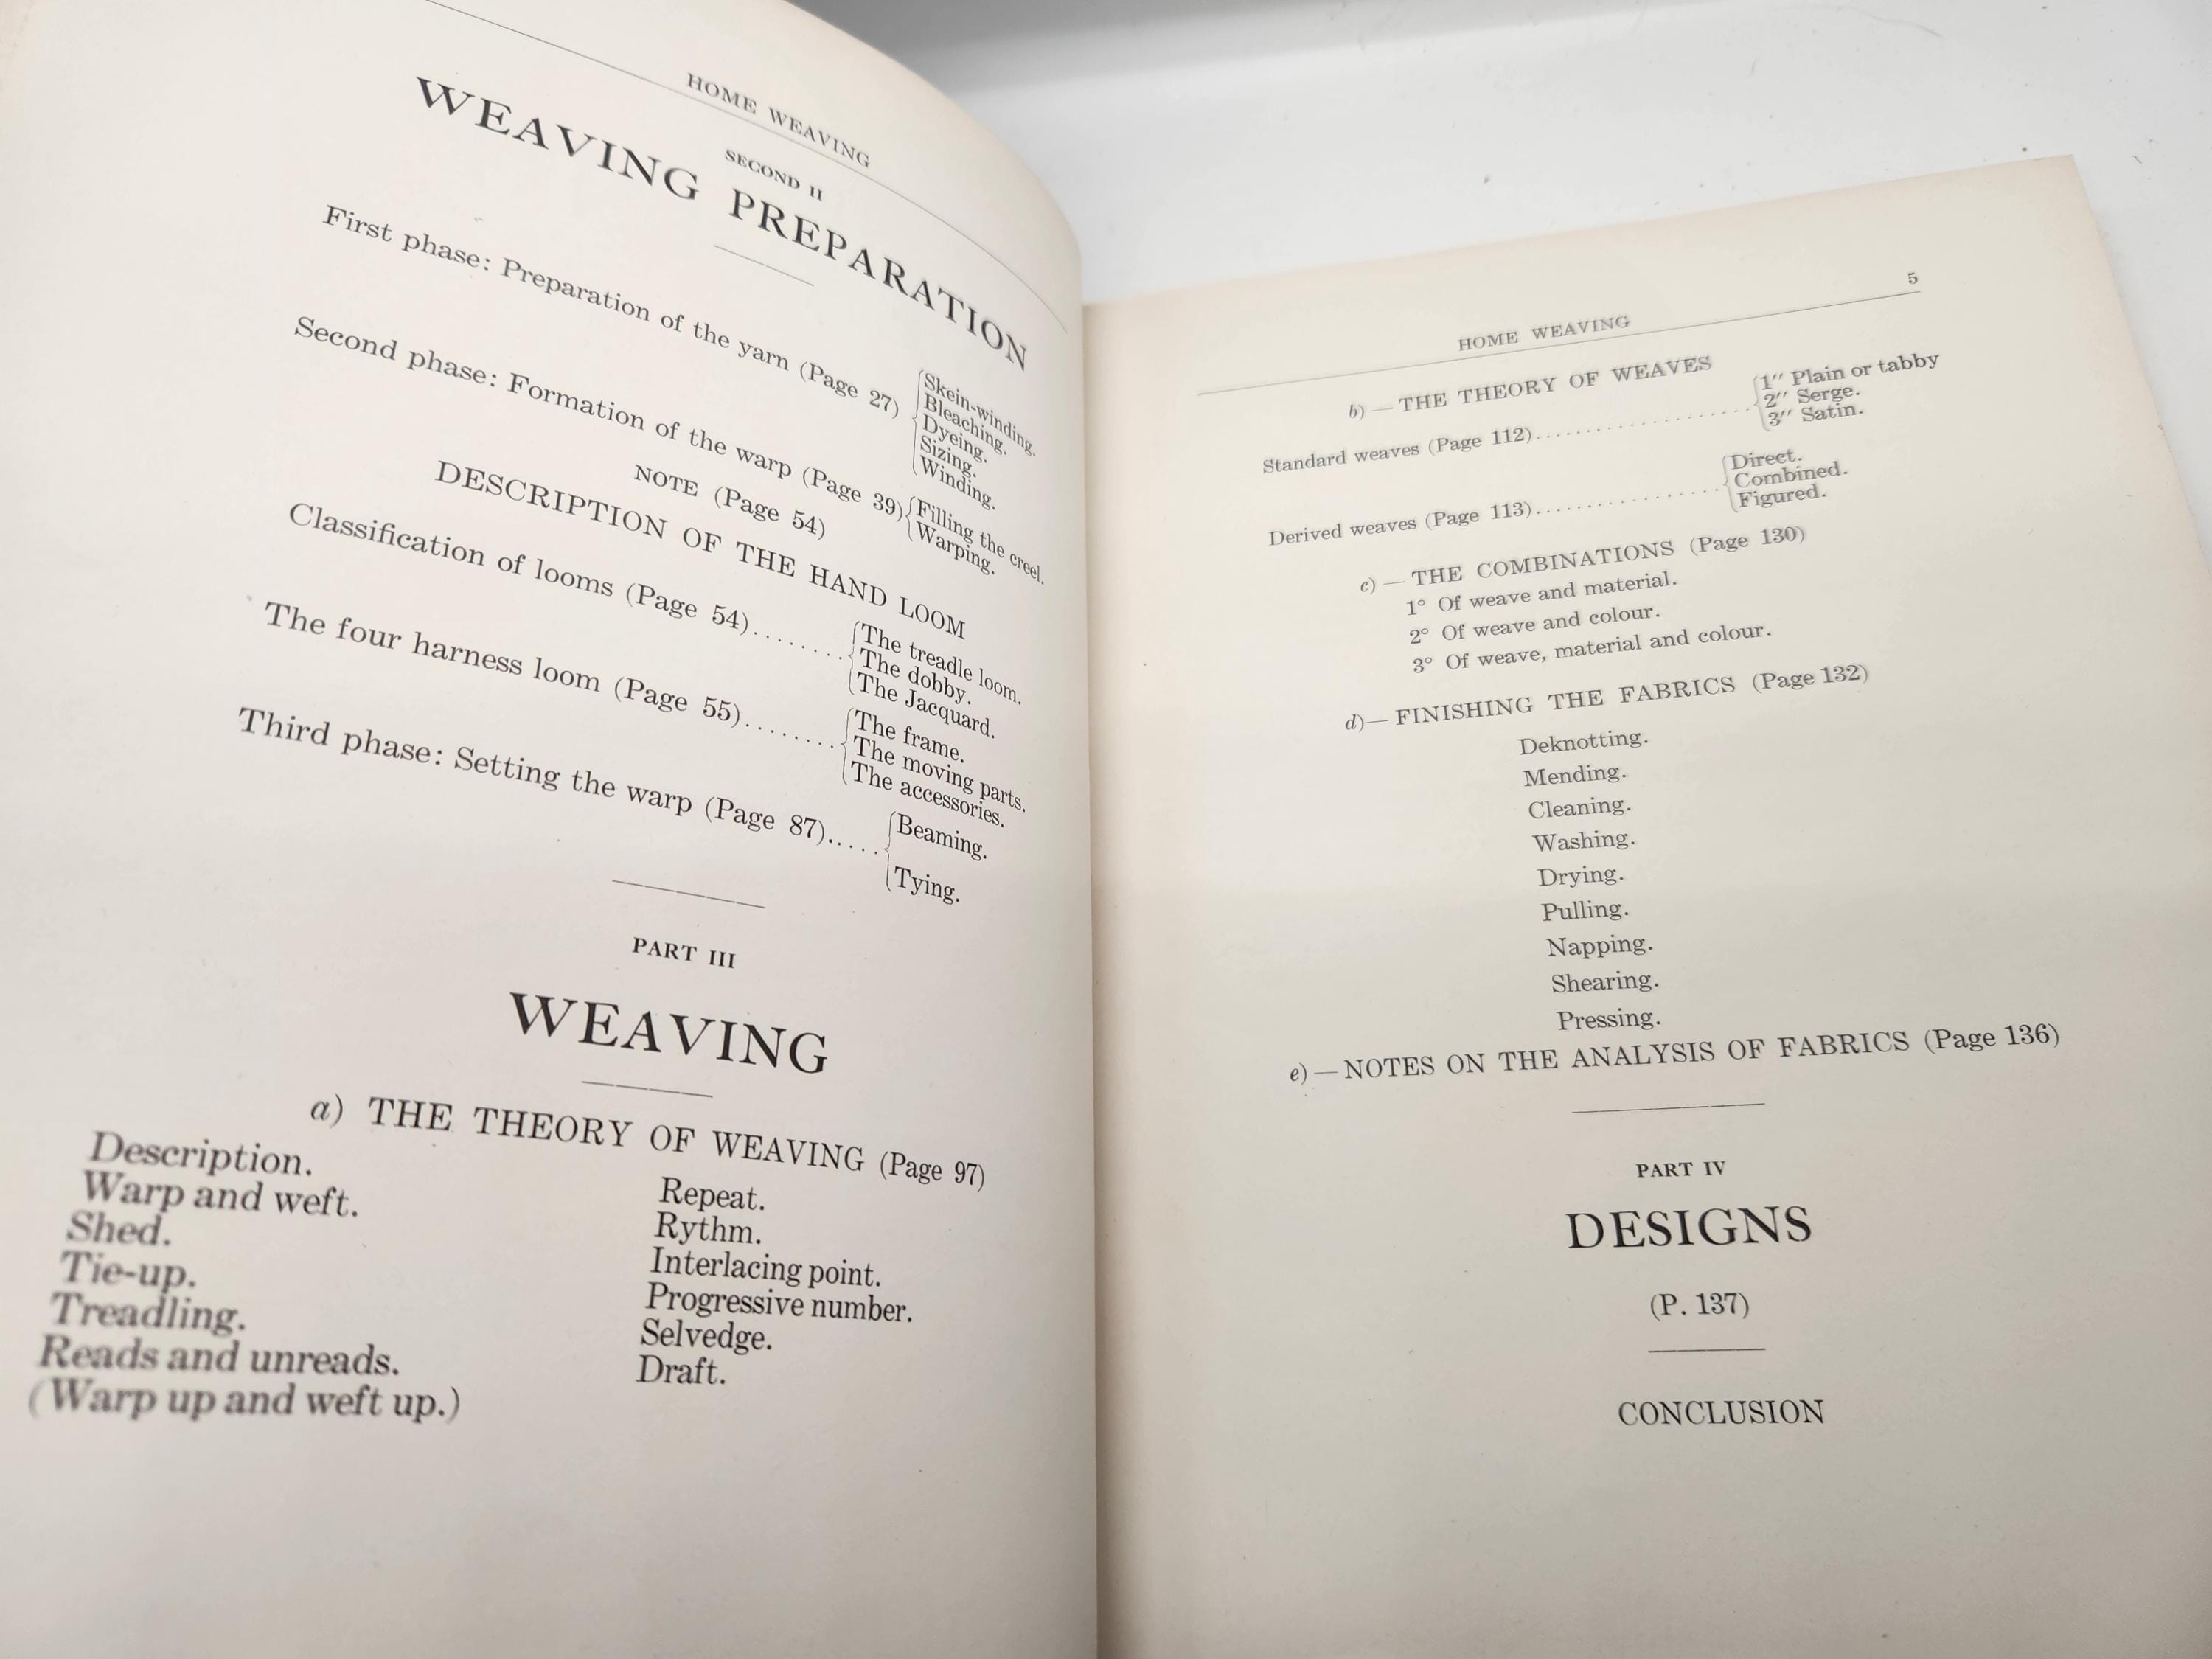 HOME WEAVING
SECOND II
WEAVING PREPARATION
First phase: Preparation of the yarn (Page 27)
Skein-winding.
Bleaching.
Dyeing.
Sizing.
Winding.
Second phase: Formation of the warp (Page 39)
Filling the creel.
Warping.
NOTE (Page 54)
DESCRIPTION OF THE HAND LOOM
Classification of looms (Page 54)........
The treadle loom.
The dobby.
The Jacquard.
The four harness loom (Page 55)........
The frame.
The moving parts.
The accessories.
Third phase: Setting the warp (Page 87).....
Beaming.
Tying.
PART III
WEAVING
a) THE THEORY OF WEAVING (Page 97)
Description.
Warp and weft.
Shed.
Tie-up.
Treadling.
Reads and unreads.
(Warp up and weft up.)
Repeat.
Rythm.
Interlacing point.
Progressive number.
Selvedge.
Draft.
5
HOME WEAVING
b) — THE THEORY OF WEAVES
Standard weaves (Page 112)......................
1″ Plain or tabby
2″ Serge.
3″ Satin.
Derived weaves (Page 113)...................
Direct.
Combined.
Figured.
c) — THE COMBINATIONS (Page 130)
1° Of weave and material.
2° Of weave and colour.
3° Of weave, material and colour.
d) — FINISHING THE FABRICS (Page 132)
Deknotting.
Mending.
Cleaning.
Washing.
Drying.
Pulling.
Napping.
Shearing.
Pressing.
e) — NOTES ON THE ANALYSIS OF FABRICS (Page 136)
PART IV
DESIGNS
(P. 137)
CONCLUSION